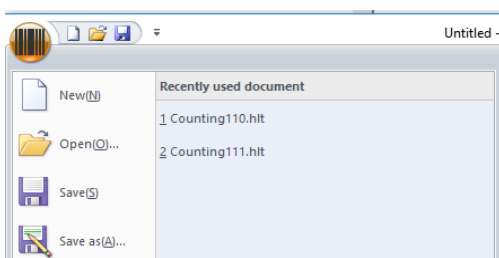 Untitled -
New(N)
Open(O)...
Save(S)
Save as(A)...
Recently used document
1 Counting110.hlt
2 Counting111.hlt